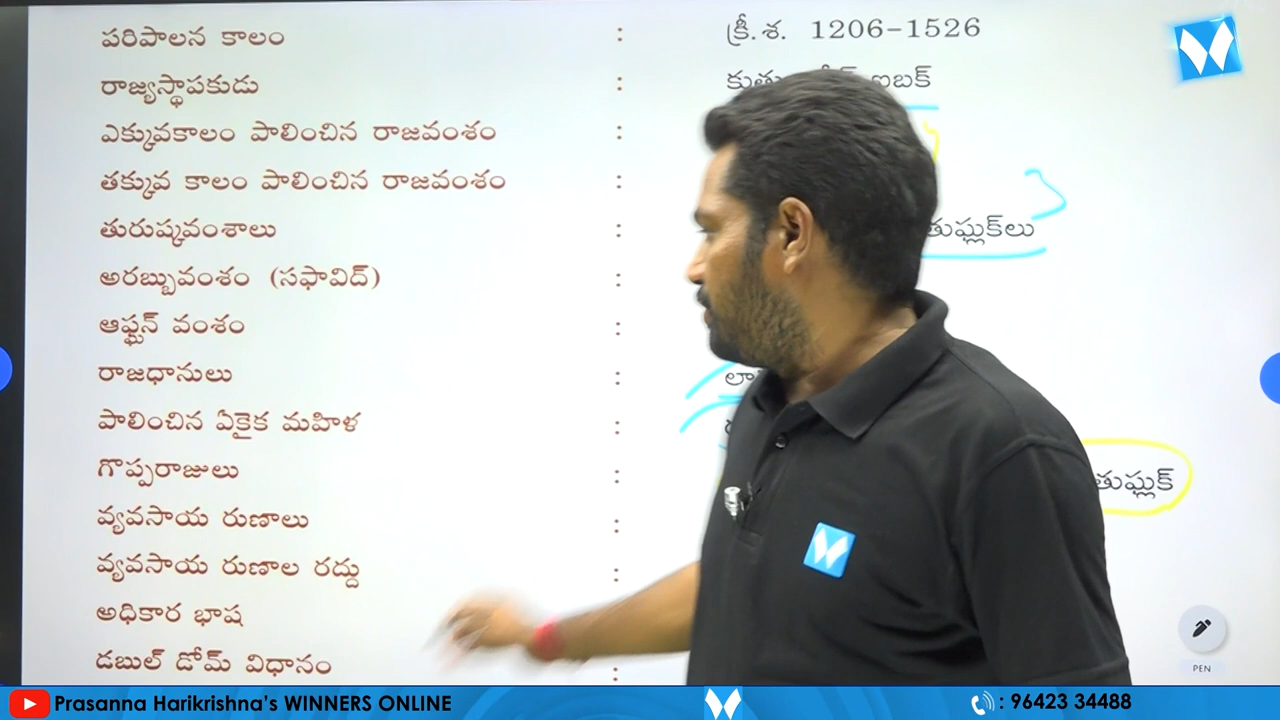 పరిపాలన కాలం : క్రీ.శ. 1206-1526
రాజ్యస్థాపకుడు : ఐబక్
ఎక్కువకాలం పాలించిన రాజవంశం :
తక్కువ కాలం పాలించిన రాజవంశం :
తురుష్కవంశాలు : తుఘ్లక్‌లు
అరబ్బువంశం (సఫావిద్) :
ఆఫ్ఘన్ వంశం :
రాజధానులు :
పాలించిన ఏకైక మహిళ :
గొప్పరాజులు : తుఘ్లక్
వ్యవసాయ రుణాలు :
వ్యవసాయ రుణాల రద్దు :
అధికార భాష
డబుల్ డోమ్ విధానం :
PEN
Prasanna Harikrishna's WINNERS ONLINE : 96423 34488